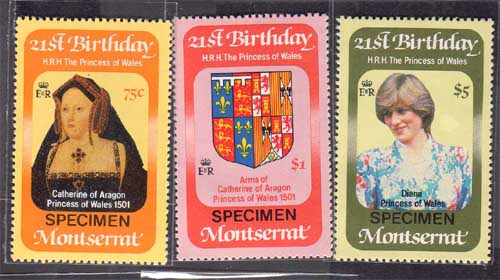 21st Birthday
H.R.H. The Princess of Wales
EiiR
75c
Catherine of Aragon
Princess of Wales 1501
SPECIMEN
Montserrat
21st Birthday
H.R.H. The Princess of Wales
$1
EiiR
Arms of
Catherine of Aragon
Princess of Wales 1501
SPECIMEN
Montserrat
21st Birthday
H.R.H. The Princess of Wales
EiiR
$5
Diana
Princess of Wales
SPECIMEN
Montserrat